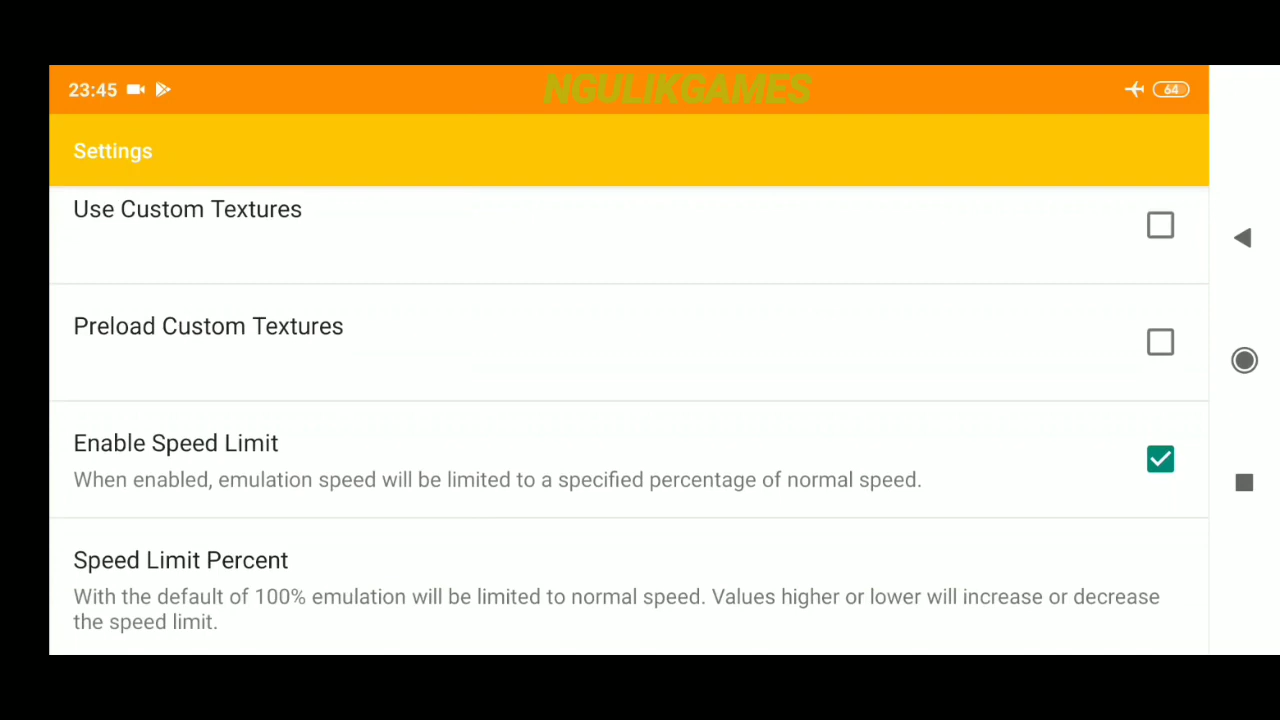 23:45
NGULIKGAMES
64
Settings
Use Custom Textures
Preload Custom Textures
Enable Speed Limit
When enabled, emulation speed will be limited to a specified percentage of normal speed.
Speed Limit Percent
With the default of 100% emulation will be limited to normal speed. Values higher or lower will increase or decrease
the speed limit.